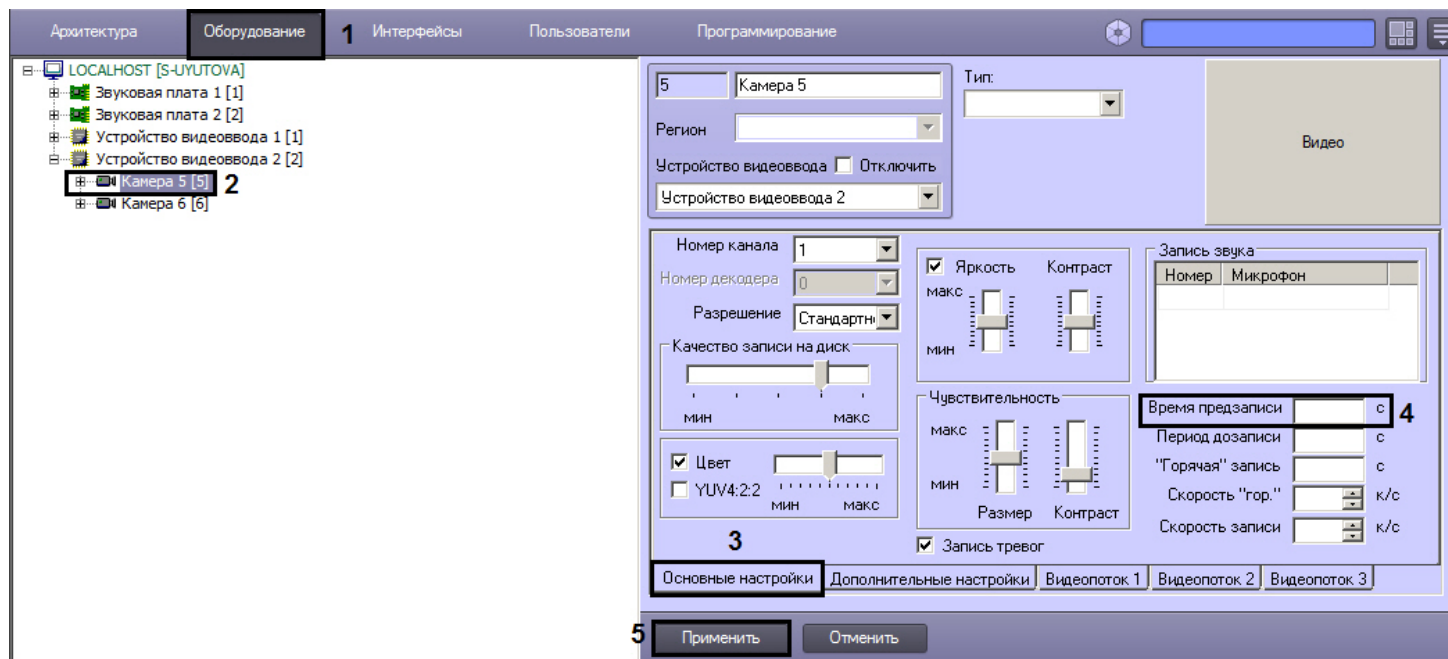 Архитектура Оборудование 1 Интерфейсы Пользователи Программирование
LOCALHOST [S-UYUTOVA]
Звуковая плата 1 [1]
Звуковая плата 2 [2]
Устройство видеоввода 1 [1]
Устройство видеоввода 2 [2]
Камера 5 [5] 2
Камера 6 [6]
5 Камера 5
Тип:
Регион
Устройство видеоввода Отключить
Устройство видеоввода 2
Видео
Номер канала 1
Номер декодера 0
Разрешение Стандартн
Качество записи на диск
мин макс
Цвет
YUV4:2:2
мин макс
Яркость Контраст
макс
мин
Чувствительность
макс
мин
Размер Контраст
Запись тревог
Запись звука
Номер Микрофон
Время предзаписи с 4
Период дозаписи с
"Горячая" запись с
Скорость "гор." к/с
Скорость записи к/с
3
Основные настройки Дополнительные настройки Видеопоток 1 Видеопоток 2 Видеопоток 3
5 Применить Отменить